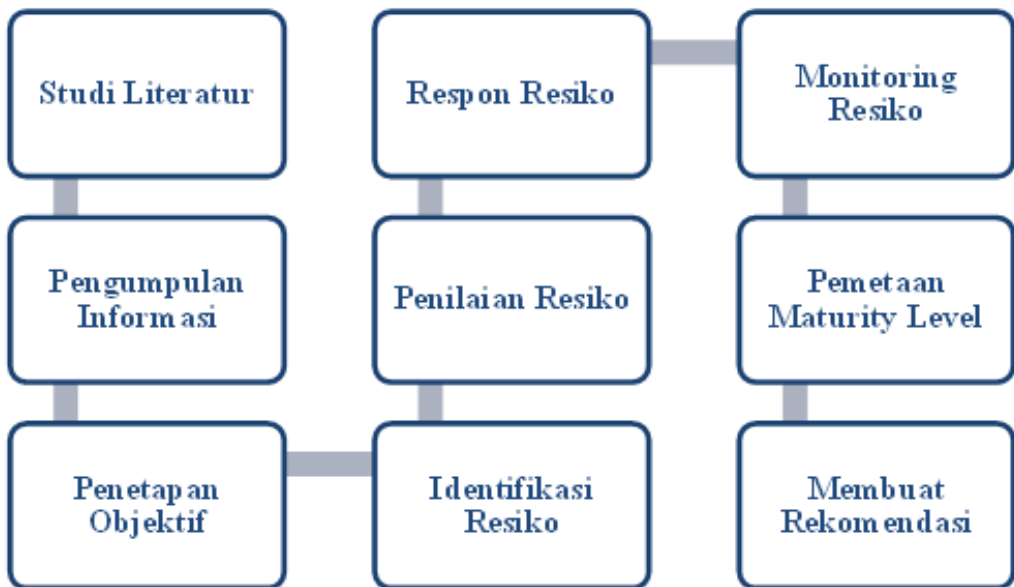 Studi Literatur
Pengumpulan
Informasi
Penetapan
Objektif
Identifikasi
Resiko
Penilaian Resiko
Respon Resiko
Monitoring
Resiko
Pemetaan
Maturity Level
Membuat
Rekomendasi